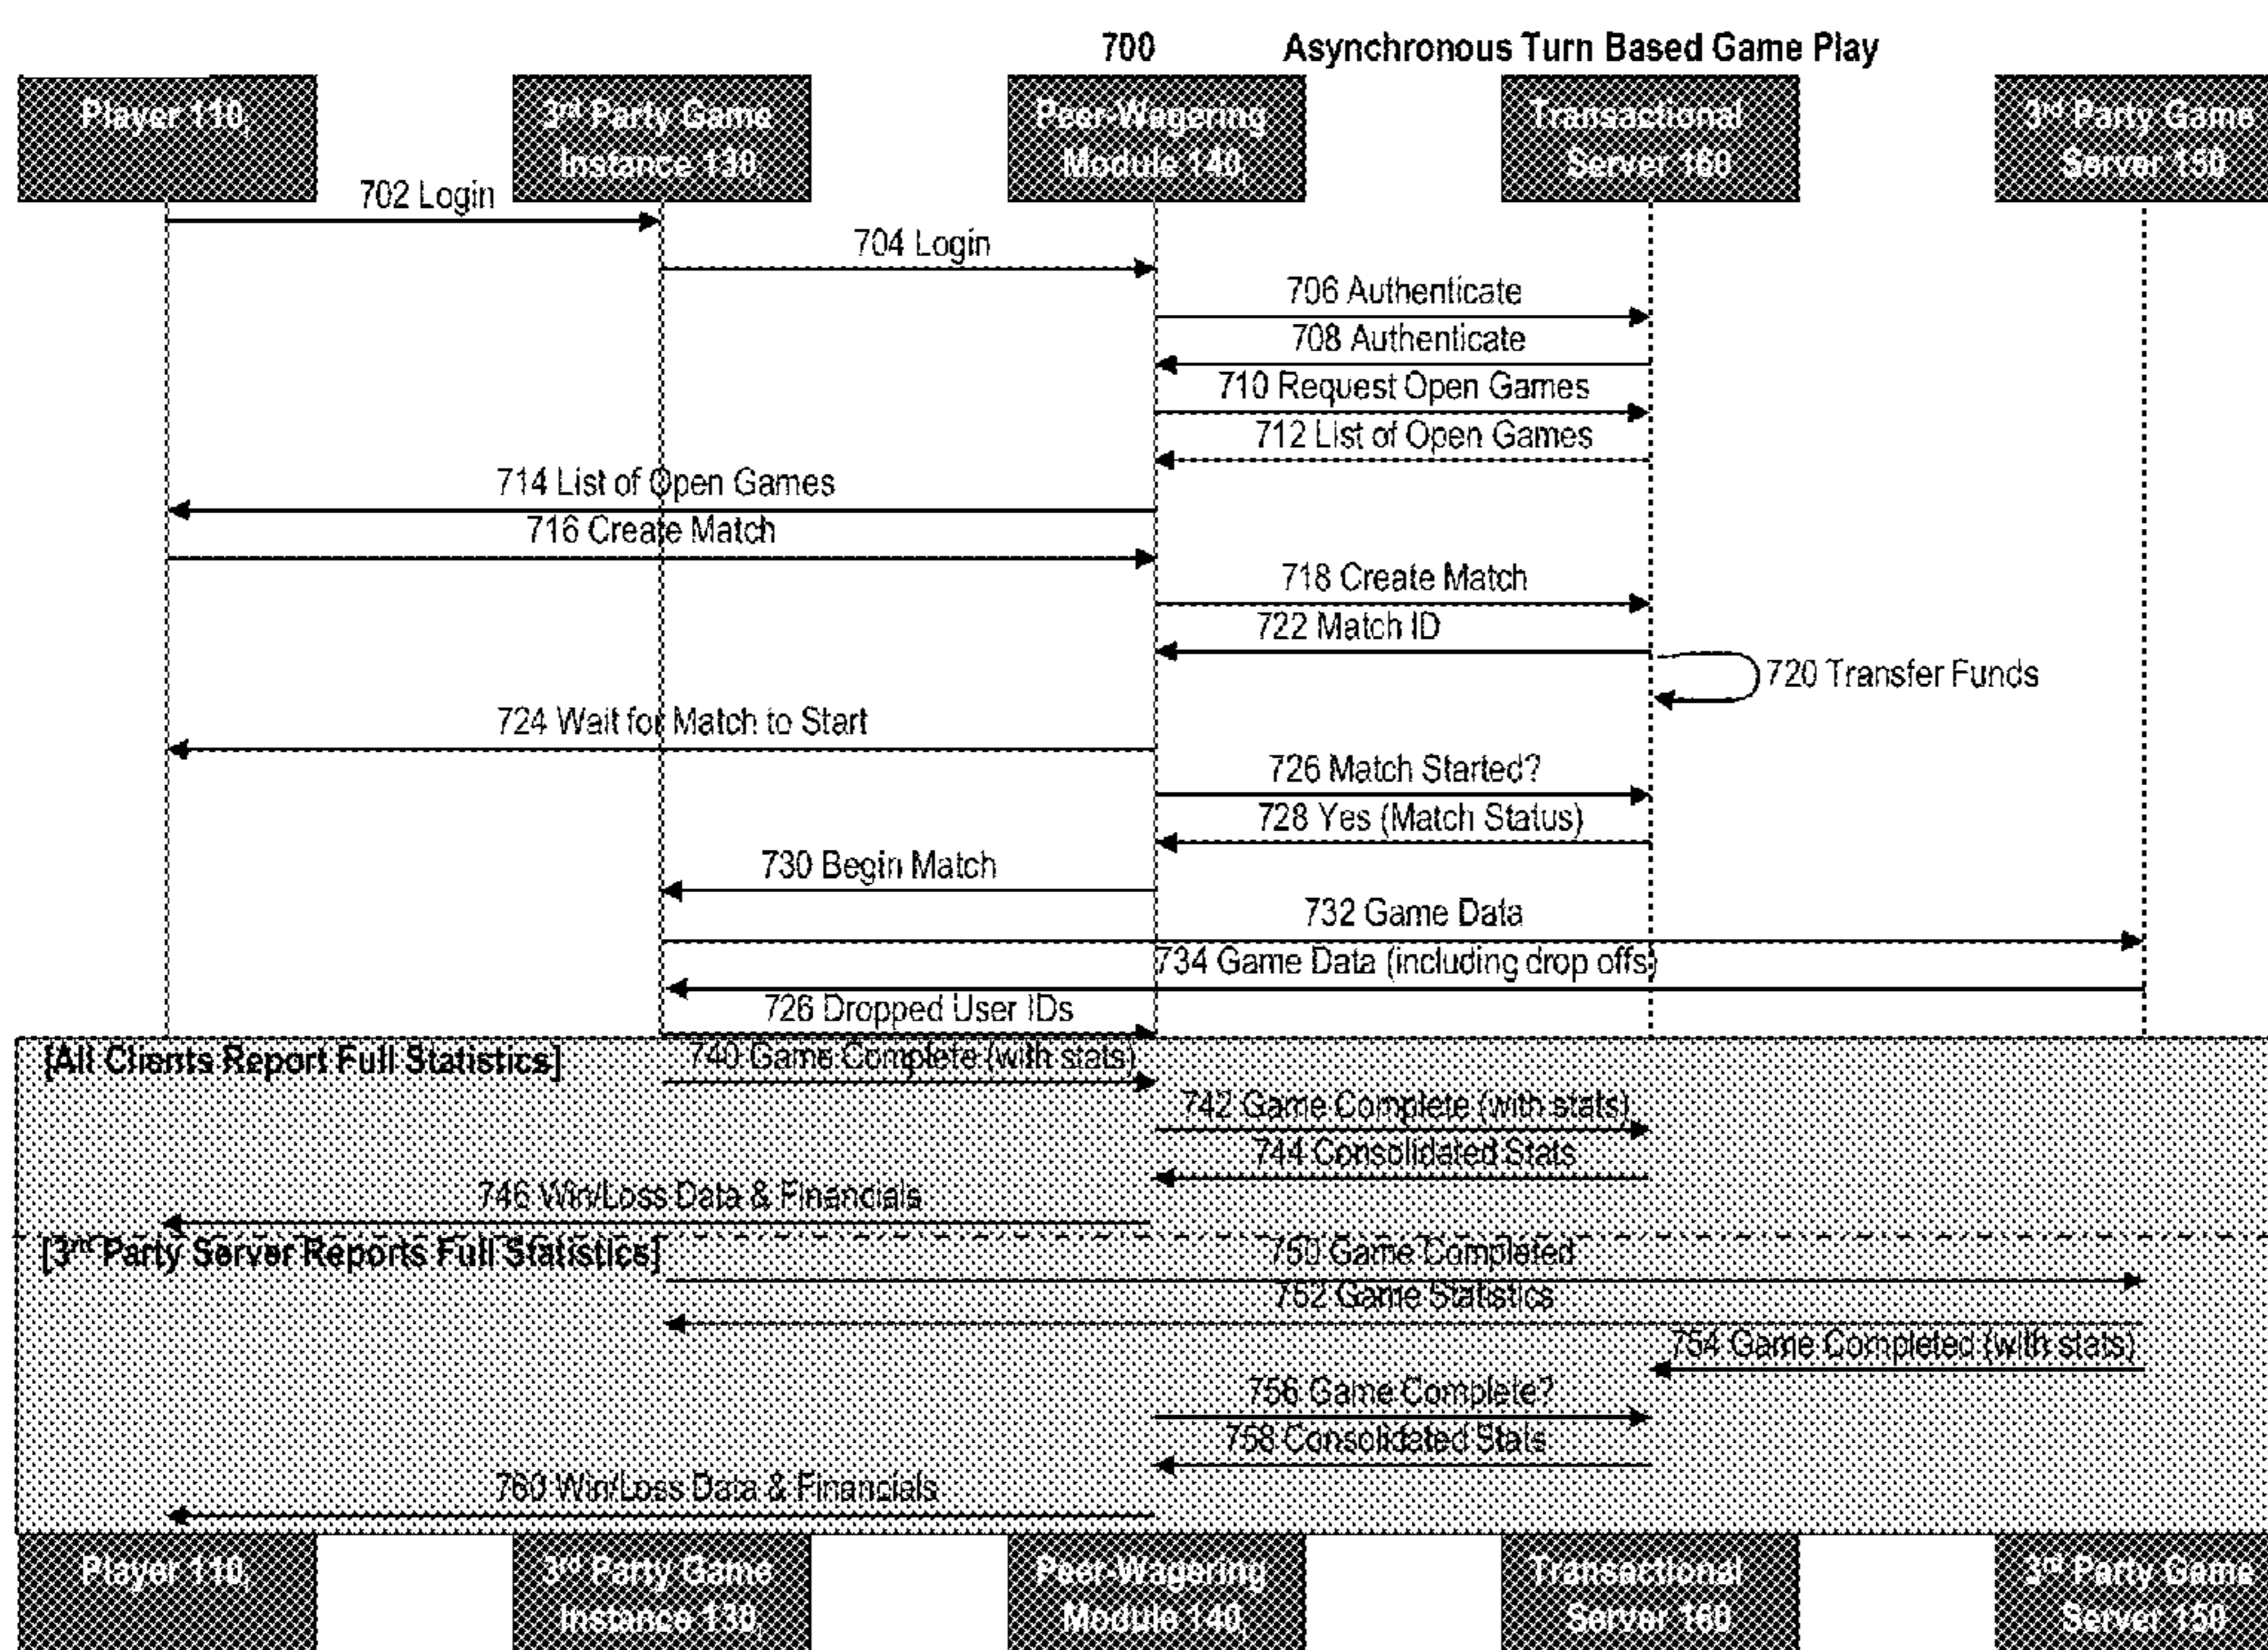 700 Asynchronous Turn Based Game Play
Player 110i
3rd Party Game
Instance 130i
Peer-Wagering
Module 140i
Transactional
Server 160
3rd Party Game
Server 150
702 Login
704 Login
706 Authenticate
708 Authenticate
710 Request Open Games
712 List of Open Games
714 List of Open Games
716 Create Match
718 Create Match
722 Match ID
720 Transfer Funds
724 Wait for Match to Start
726 Match Started?
728 Yes (Match Status)
730 Begin Match
732 Game Data
734 Game Data (including drop offs)
726 Dropped User IDs
[All Clients Report Full Statistics]
740 Game Complete (with stats)
742 Game Complete (with stats)
744 Consolidated Stats
746 Win/Loss Data & Financials
[3rd Party Server Reports Full Statistics]
750 Game Completed
752 Game Statistics
754 Game Completed (with stats)
756 Game Complete?
758 Consolidated Stats
760 Win/Loss Data & Financials
Player 110i
3rd Party Game
Instance 130i
Peer-Wagering
Module 140i
Transactional
Server 160
3rd Party Game
Server 150